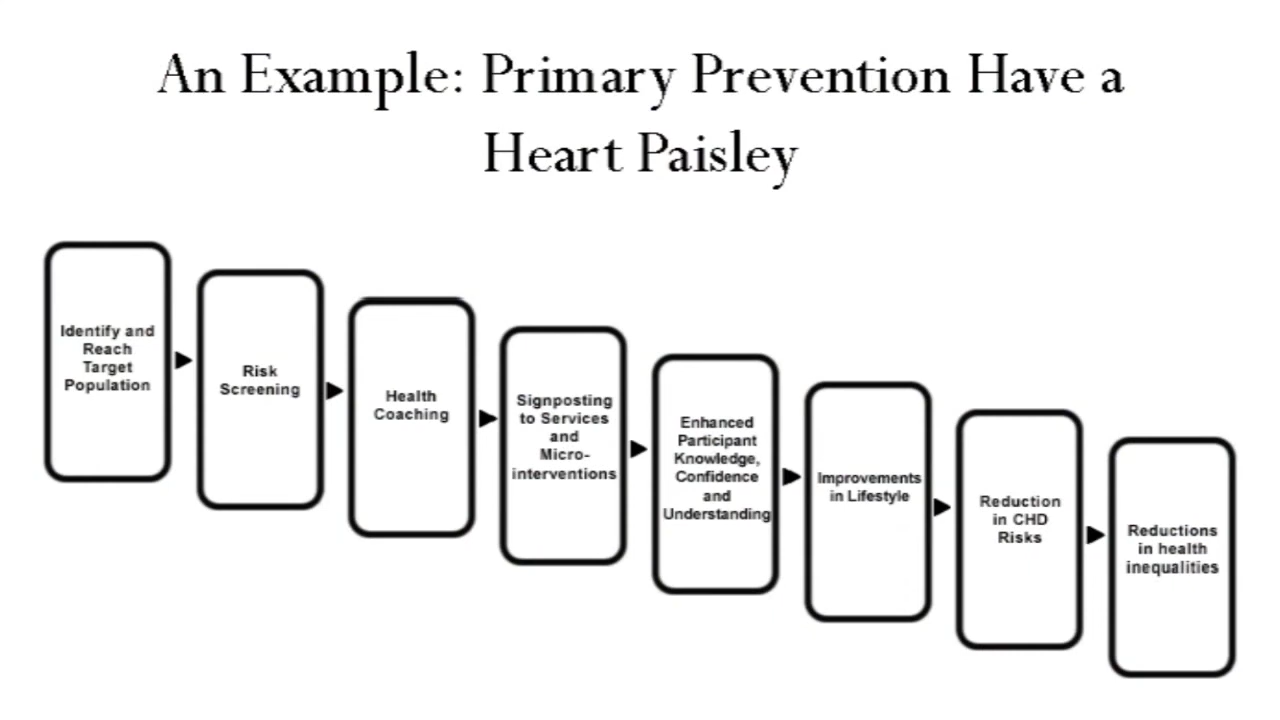 An Example: Primary Prevention Have a
Heart Paisley
Identify and
Reach
Target
Population
Risk
Screening
Health
Coaching
Signposting
to Services
and
Micro-
interventions
Enhanced
Participant
Knowledge,
Confidence
and
Understanding
Improvements
in Lifestyle
Reduction
in CHD
Risks
Reductions
in health
inequalities